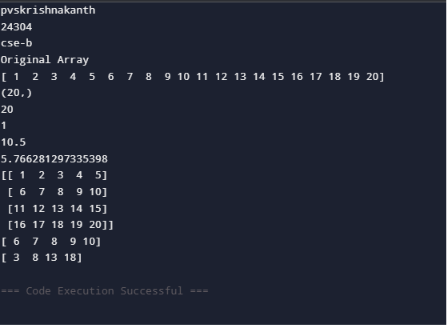 pvskrishnakanth
24304
cse-b
Original Array
[ 1  2  3  4  5  6  7  8  9 10 11 12 13 14 15 16 17 18 19 20]
(20,)
20
1
10.5
5.766281297335398
[[ 1  2  3  4  5]
 [ 6  7  8  9 10]
 [11 12 13 14 15]
 [16 17 18 19 20]]
[ 6  7  8  9 10]
[ 3  8 13 18]
=== Code Execution Successful ===